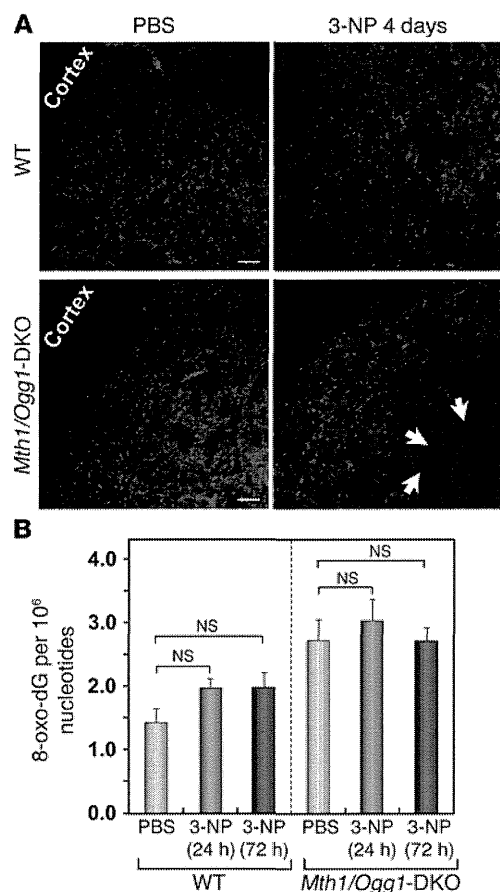 A
PBS
3-NP 4 days
WT
Cortex
Mth1/Ogg1-DKO
Cortex
B
8-oxo-dG per 10⁶
nucleotides
4.0
3.0
2.0
1.0
0.0
NS
NS
NS
NS
PBS
3-NP
(24 h)
3-NP
(72 h)
PBS
3-NP
(24 h)
3-NP
(72 h)
WT
Mth1/Ogg1-DKO